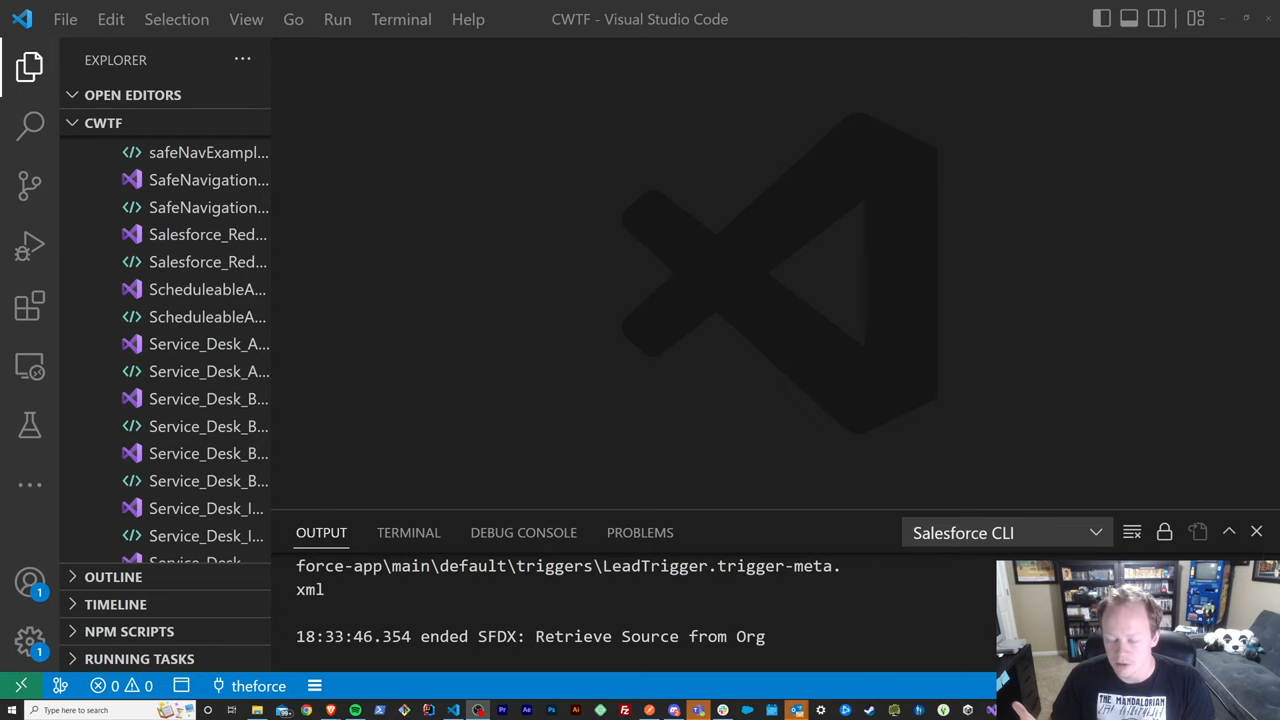 File Edit Selection View Go Run Terminal Help CWTF - Visual Studio Code
EXPLORER
OPEN EDITORS
CWTF
safeNavExampl...
SafeNavigation...
SafeNavigation...
Salesforce_Red...
Salesforce_Red...
ScheduleableA...
ScheduleableA...
Service_Desk_A...
Service_Desk_A...
Service_Desk_B...
Service_Desk_B...
Service_Desk_B...
Service_Desk_B...
Service_Desk_I...
Service_Desk_I...
OUTLINE
TIMELINE
NPM SCRIPTS
RUNNING TASKS
OUTPUT TERMINAL DEBUG CONSOLE PROBLEMS Salesforce CLI
force-app\main\default\triggers\LeadTrigger.trigger-meta.
xml
18:33:46.354 ended SFDX: Retrieve Source from Org
1
1
0 0 theforce
Type here to search
THE MANDALORIAN